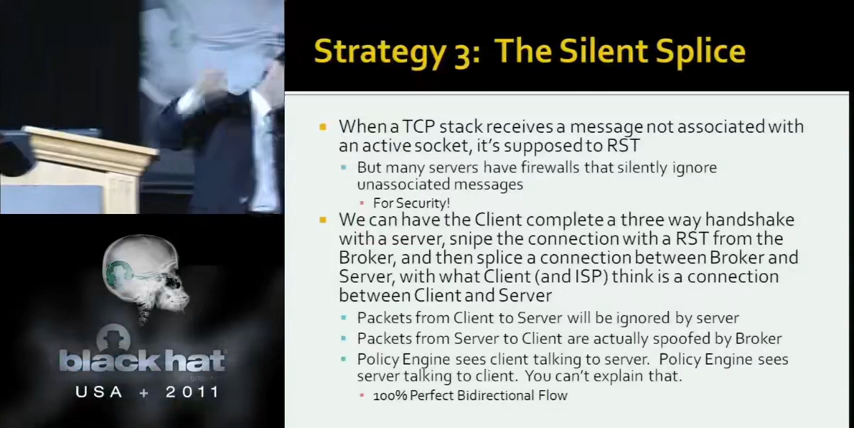 Strategy 3: The Silent Splice
When a TCP stack receives a message not associated with
an active socket, it's supposed to RST
But many servers have firewalls that silently ignore
unassociated messages
For Security!
We can have the Client complete a three way handshake
with a server, snipe the connection with a RST from the
Broker, and then splice a connection between Broker and
Server, with what Client (and ISP) think is a connection
between Client and Server
Packets from Client to Server will be ignored by server
Packets from Server to Client are actually spoofed by Broker
Policy Engine sees client talking to server. Policy Engine sees
server talking to client. You can't explain that.
100% Perfect Bidirectional Flow
black hat
USA + 2011